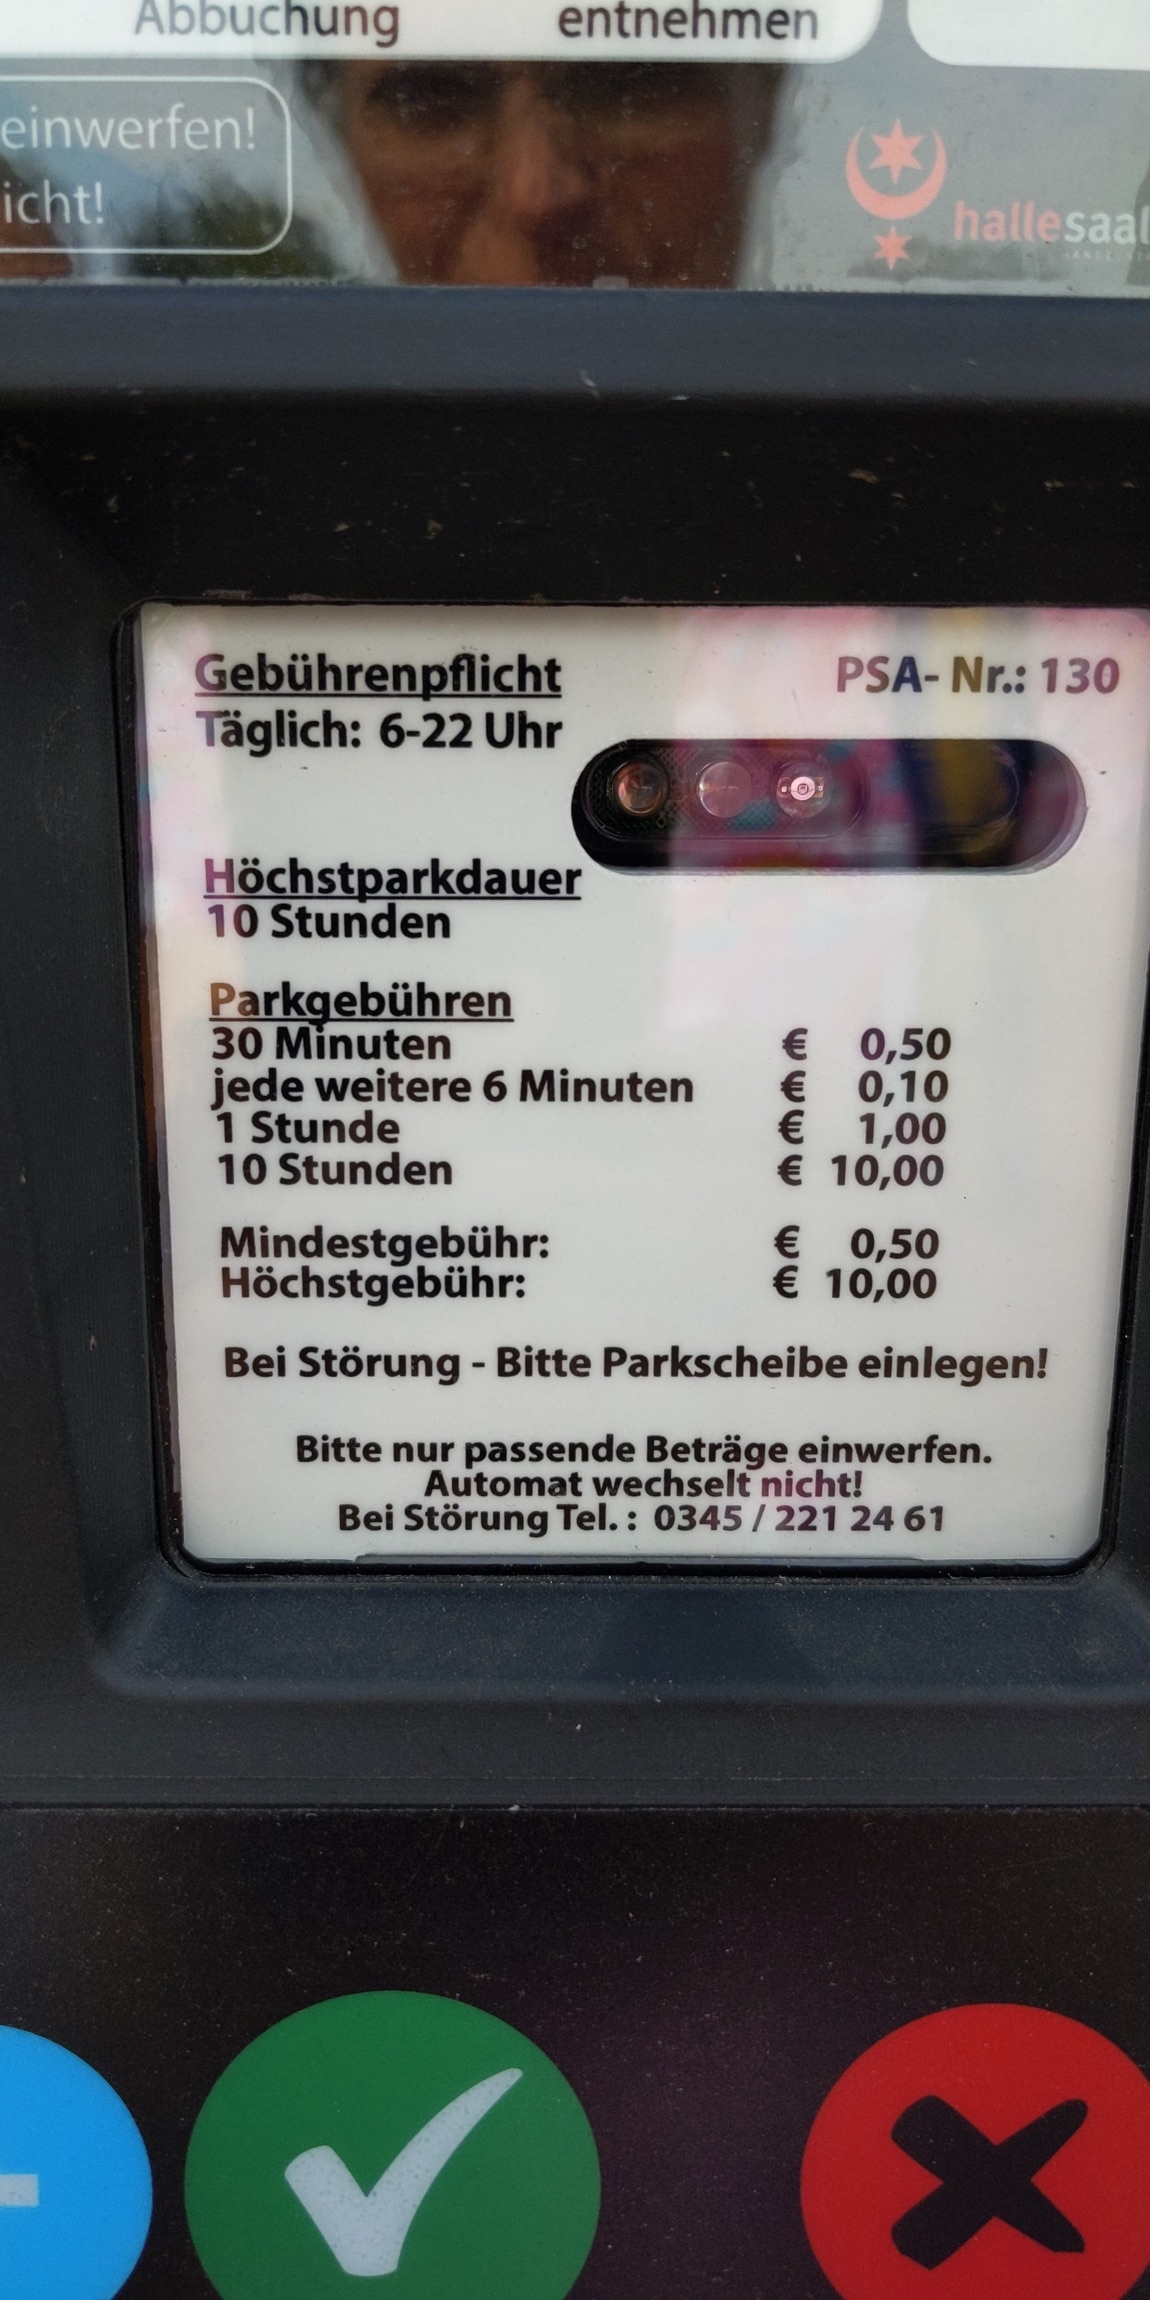 Abbuchung entnehmen
einwerfen!
icht!
hallesaal
Gebührenpflicht PSA- Nr.: 130
Täglich: 6-22 Uhr
Höchstparkdauer
10 Stunden
Parkgebühren
30 Minuten € 0,50
jede weitere 6 Minuten € 0,10
1 Stunde € 1,00
10 Stunden € 10,00
Mindestgebühr: € 0,50
Höchstgebühr: € 10,00
Bei Störung - Bitte Parkscheibe einlegen!
Bitte nur passende Beträge einwerfen.
Automat wechselt nicht!
Bei Störung Tel. : 0345 / 221 24 61